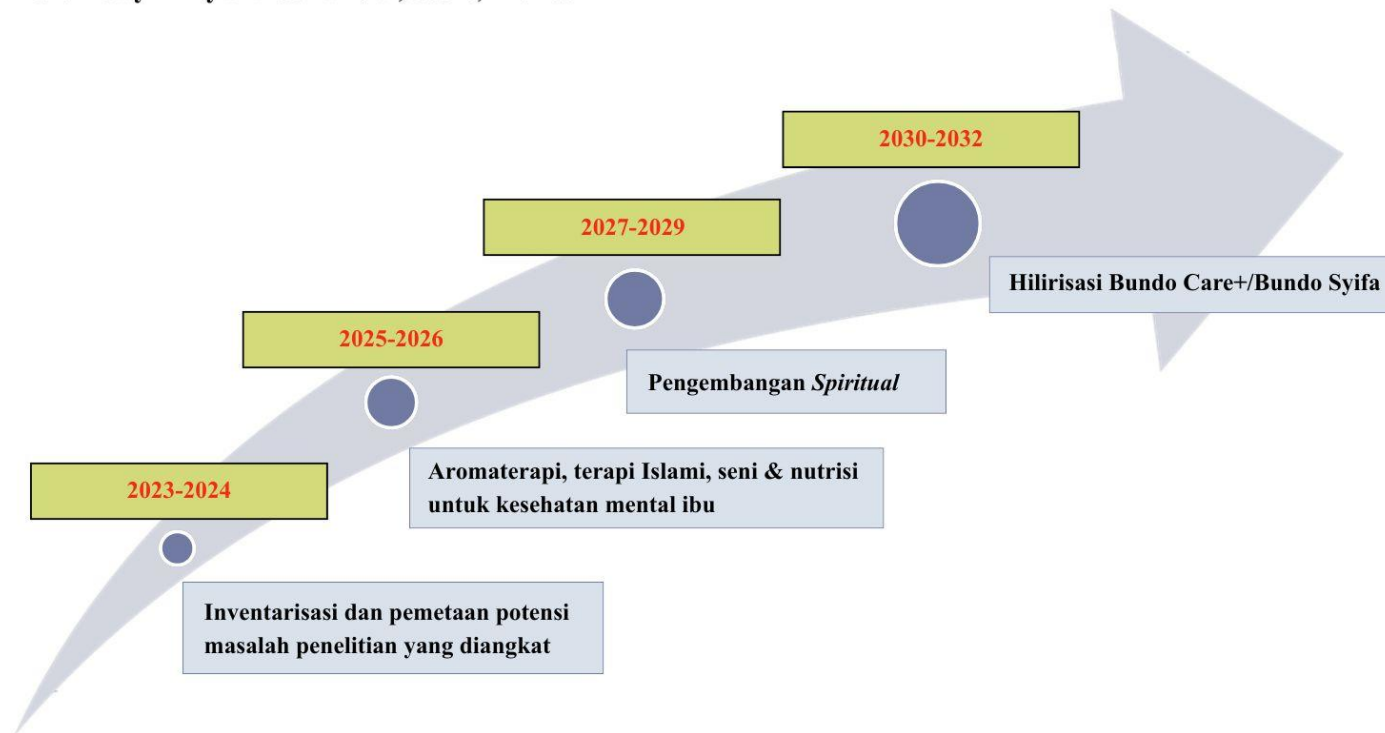 2030-2032
Hilirisasi Bundo Care+/Bundo Syifa
2027-2029
Pengembangan Spiritual
2025-2026
Aromaterapi, terapi Islami, seni & nutrisi
untuk kesehatan mental ibu
2023-2024
Inventarisasi dan pemetaan potensi
masalah penelitian yang diangkat